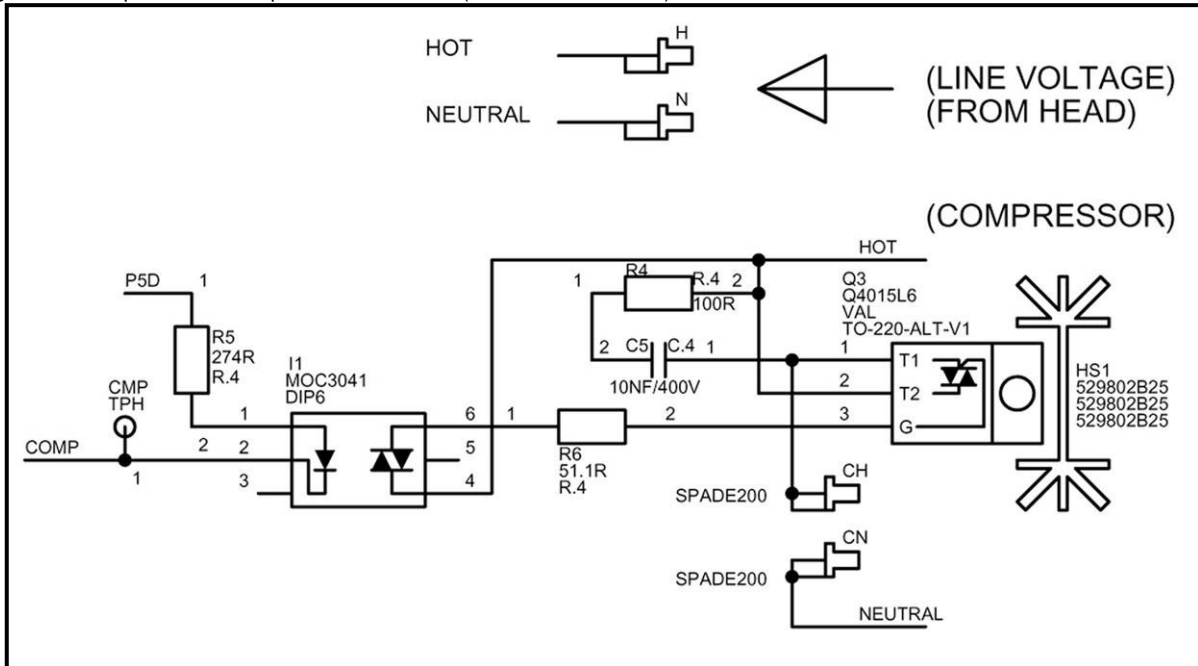 HOT
H
NEUTRAL
N
(LINE VOLTAGE)
(FROM HEAD)
(COMPRESSOR)
HOT
P5D 1
R5
274R
R.4
1 R4 R.4 2
100R
2 C5 C.4 1
10NF/400V
Q3
Q4015L6
VAL
TO-220-ALT-V1
1 T1
2 T2
3 G
HS1
529802B25
529802B25
529802B25
CMP
TPH
I1
MOC3041
DIP6
COMP
1
2
1
2
3
6
5
4
1 2
R6
51.1R
R.4
CH
SPADE200
CN
SPADE200
NEUTRAL